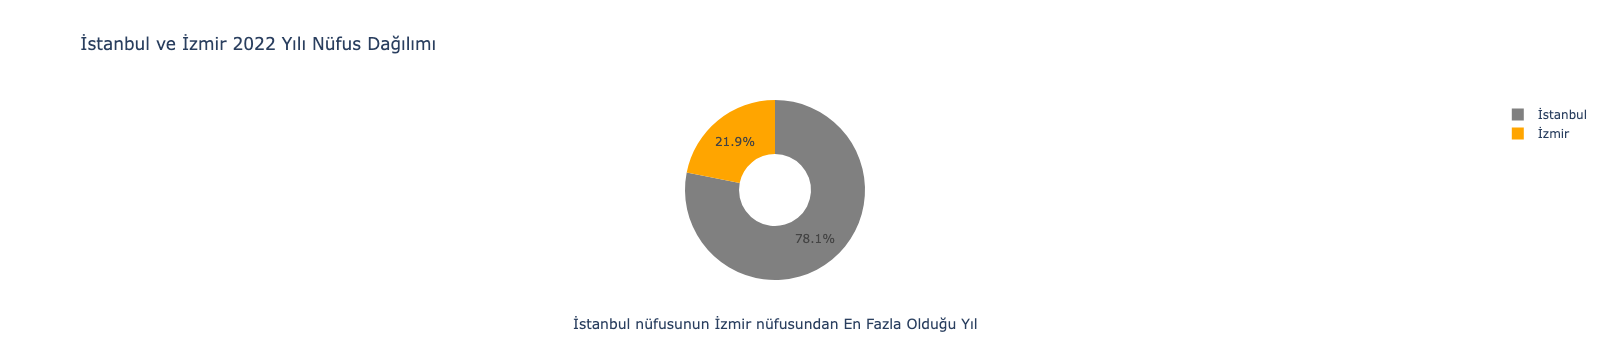 İstanbul ve İzmir 2022 Yılı Nüfus Dağılımı
İstanbul
İzmir
21.9%
78.1%
İstanbul nüfusunun İzmir nüfusundan En Fazla Olduğu Yıl